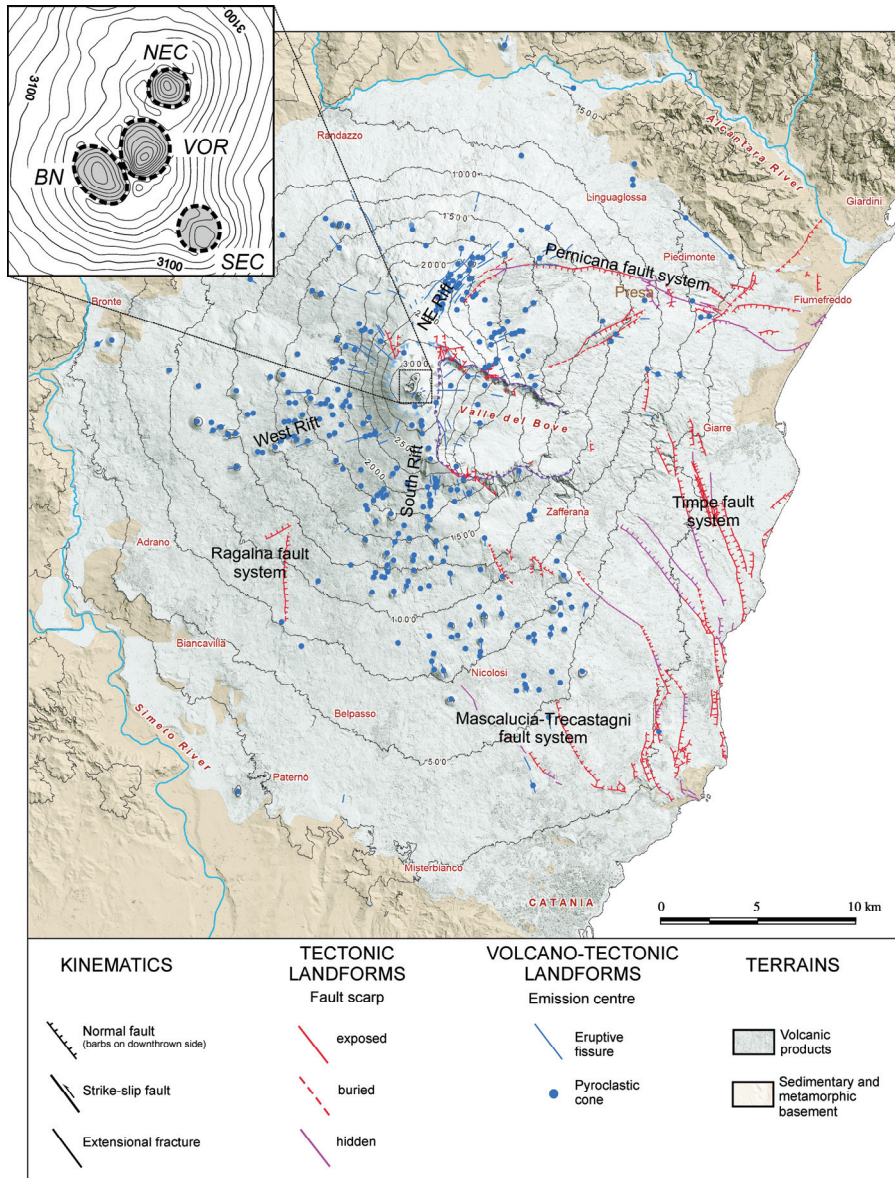 3100
3100
NEC
VOR
BN
SEC
3100
500
Alcantara River
Randazzo
1000
Linguaglossa
Giardini
1500
2000
Pernicana fault
system
Piedimonte
Presa
Fiumefreddo
Bronte
NE Rift
3000
Valle del Bove
West Rift
Giarre
2500
2000
South Rift
Timpe fault
system
Zafferana
1500
Adrano
Ragalna fault
system
1000
Biancavilla
Nicolosi
Belpasso
Mascalucia-Trecastagni
fault system
Simeto River
500
Paternò
Misterbianco
CATANIA
0 5 10 km
KINEMATICS
Normal fault
(barbs on downthrown side)
Strike-slip fault
Extensional fracture
TECTONIC
LANDFORMS
Fault scarp
exposed
buried
hidden
VOLCANO-TECTONIC
LANDFORMS
Emission centre
Eruptive
fissure
Pyroclastic
cone
TERRAINS
Volcanic
products
Sedimentary and
metamorphic
basement